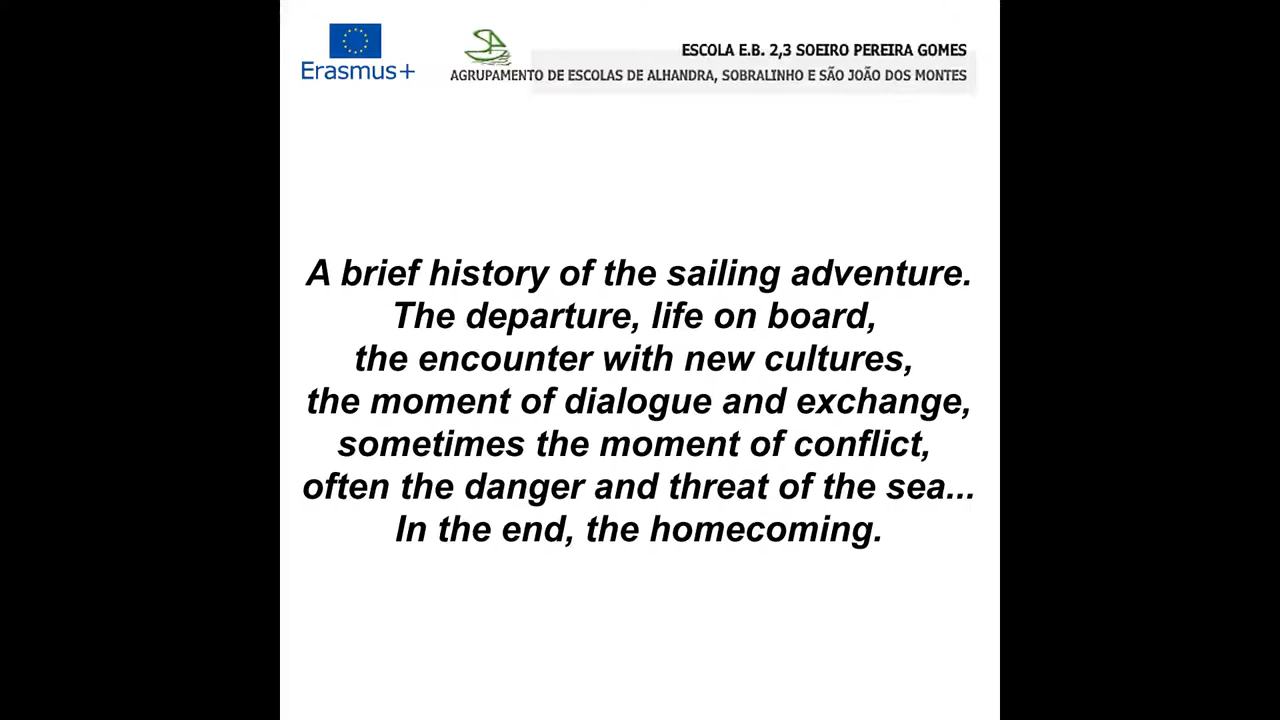 Erasmus+
ESCOLA E.B. 2,3 SOEIRO PEREIRA GOMES
AGRUPAMENTO DE ESCOLAS DE ALHANDRA, SOBRALINHO E SÃO JOÃO DOS MONTES
A brief history of the sailing adventure.
The departure, life on board,
the encounter with new cultures,
the moment of dialogue and exchange,
sometimes the moment of conflict,
often the danger and threat of the sea...
In the end, the homecoming.